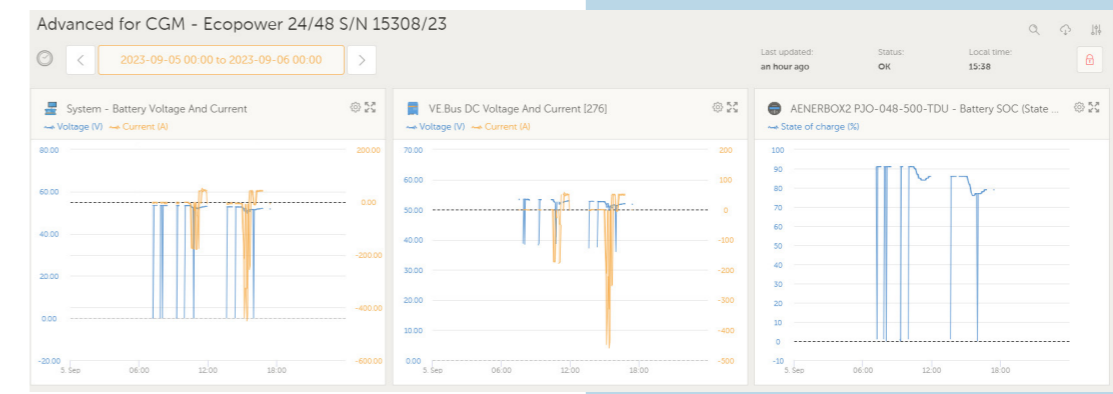 Advanced for CGM - Ecopower 24/48 S/N 15308/23
2023-09-05 00:00 to 2023-09-06 00:00
Last updated:
an hour ago
Status:
OK
Local time:
15:38
System - Battery Voltage And Current
Voltage (V) Current (A)
80.00 200.00
60.00 0.00
40.00 -200.00
20.00
0.00 -400.00
-20.00 -600.00
5. Sep 06:00 12:00 18:00
VE.Bus DC Voltage And Current [276]
Voltage (V) Current (A)
70.00 200
60.00 100
50.00 0
40.00 -100
30.00 -200
20.00 -300
10.00 -400
0.00 -500
5. Sep 06:00 12:00 18:00
AENERBOX2 PJO-048-500-TDU - Battery SOC (State ...
State of charge (%)
100
90
80
70
60
50
40
30
20
10
0
-10
5. Sep 06:00 12:00 18:00